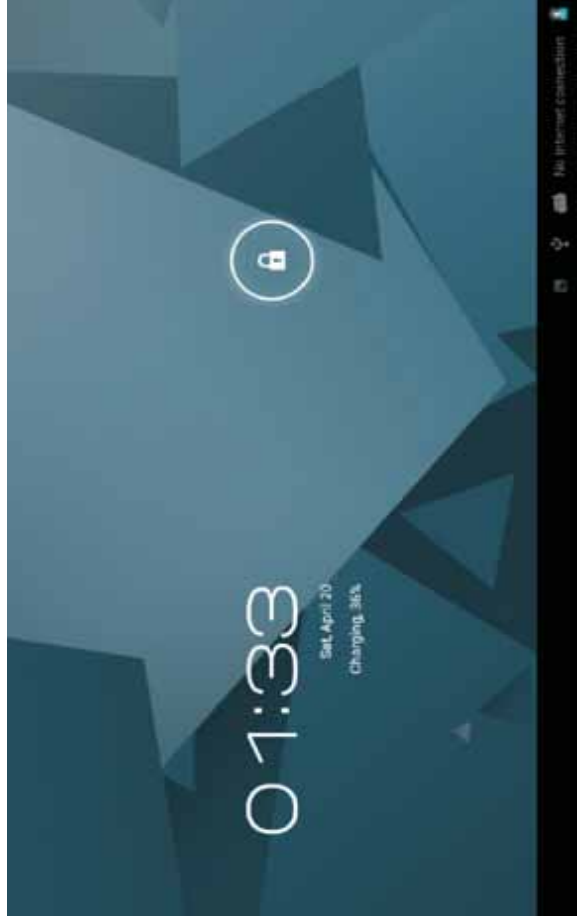 01:33
Sat, April 20
Charging, 36%
No internet connection